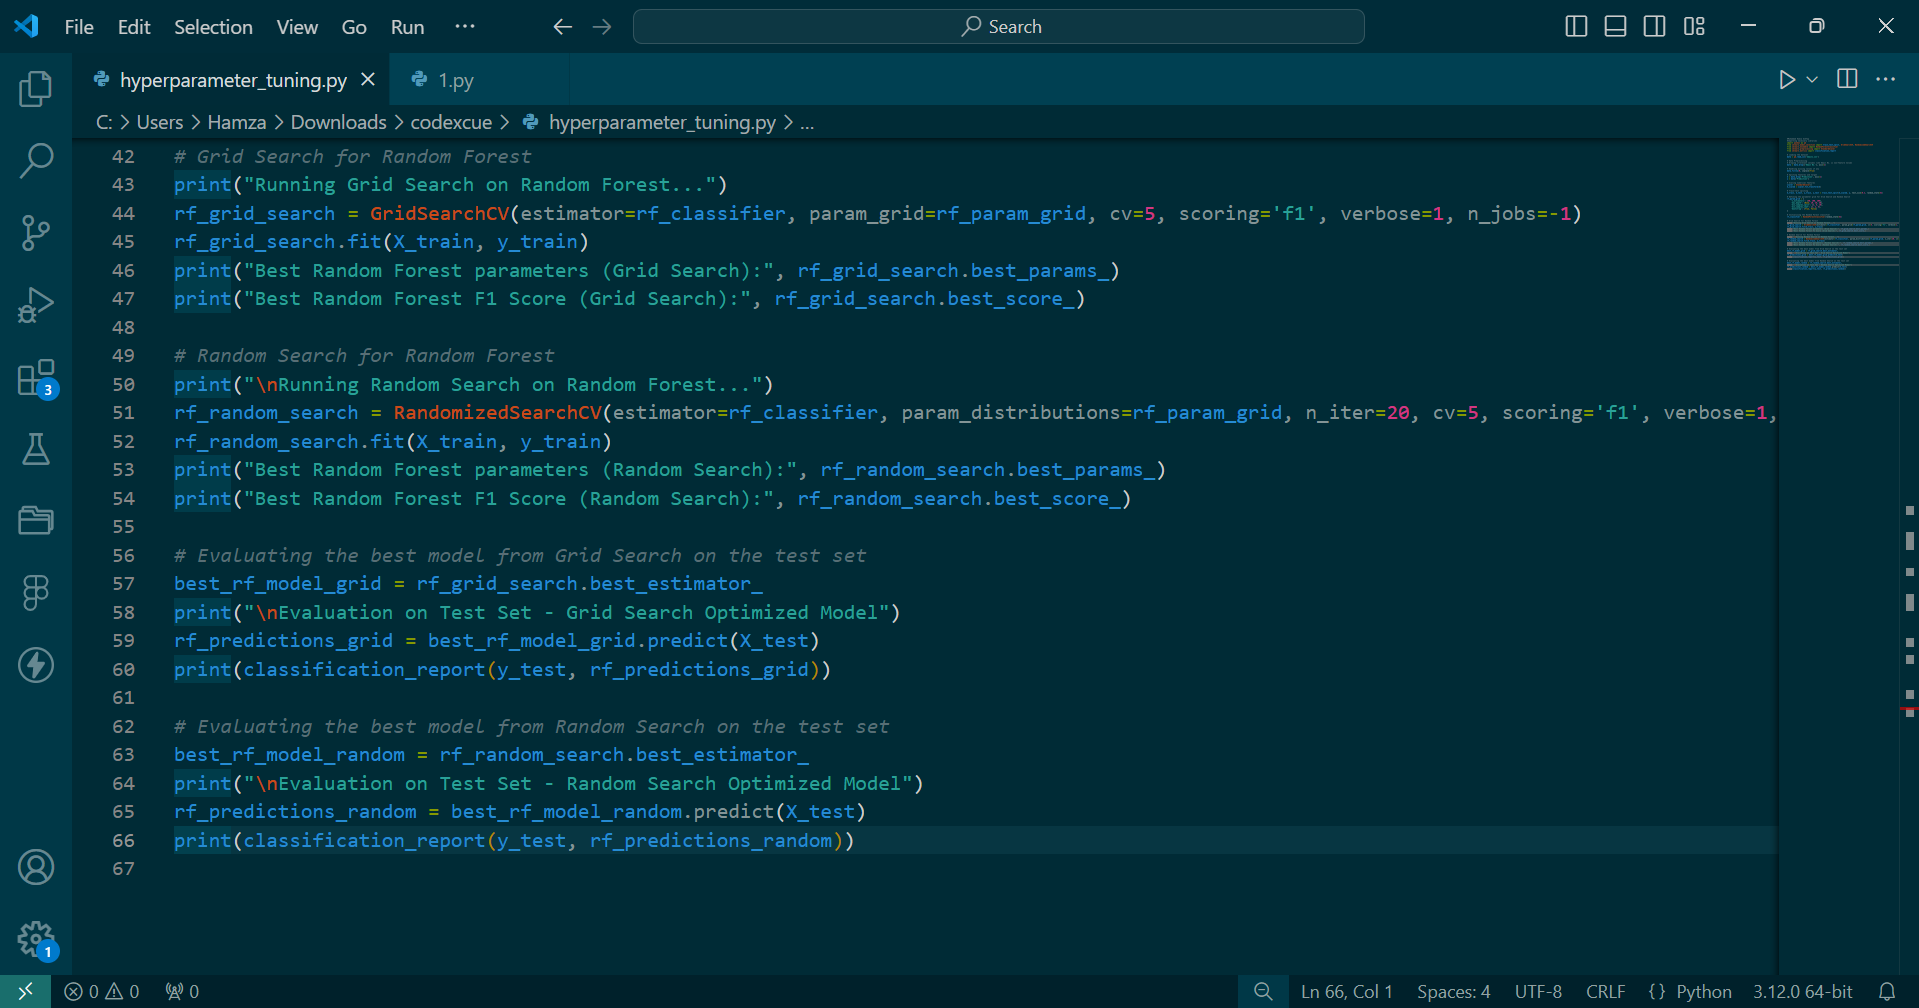 File Edit Selection View Go Run ··· Search
hyperparameter_tuning.py 1.py
C: > Users > Hamza > Downloads > codexcue > hyperparameter_tuning.py > ...
42 # Grid Search for Random Forest
43 print("Running Grid Search on Random Forest...")
44 rf_grid_search = GridSearchCV(estimator=rf_classifier, param_grid=rf_param_grid, cv=5, scoring='f1', verbose=1, n_jobs=-1)
45 rf_grid_search.fit(X_train, y_train)
46 print("Best Random Forest parameters (Grid Search):", rf_grid_search.best_params_)
47 print("Best Random Forest F1 Score (Grid Search):", rf_grid_search.best_score_)
48
49 # Random Search for Random Forest
50 print("\nRunning Random Search on Random Forest...")
51 rf_random_search = RandomizedSearchCV(estimator=rf_classifier, param_distributions=rf_param_grid, n_iter=20, cv=5, scoring='f1', verbose=1,
52 rf_random_search.fit(X_train, y_train)
53 print("Best Random Forest parameters (Random Search):", rf_random_search.best_params_)
54 print("Best Random Forest F1 Score (Random Search):", rf_random_search.best_score_)
55
56 # Evaluating the best model from Grid Search on the test set
57 best_rf_model_grid = rf_grid_search.best_estimator_
58 print("\nEvaluation on Test Set - Grid Search Optimized Model")
59 rf_predictions_grid = best_rf_model_grid.predict(X_test)
60 print(classification_report(y_test, rf_predictions_grid))
61
62 # Evaluating the best model from Random Search on the test set
63 best_rf_model_random = rf_random_search.best_estimator_
64 print("\nEvaluation on Test Set - Random Search Optimized Model")
65 rf_predictions_random = best_rf_model_random.predict(X_test)
66 print(classification_report(y_test, rf_predictions_random))
67
3
1
0 0 0 Ln 66, Col 1 Spaces: 4 UTF-8 CRLF {} Python 3.12.0 64-bit